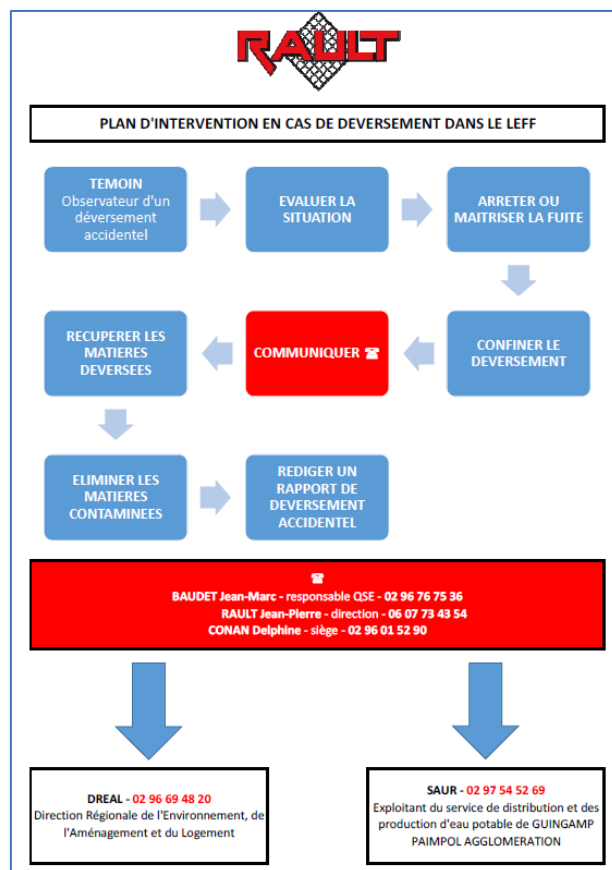 RAULT
PLAN D'INTERVENTION EN CAS DE DEVERSEMENT DANS LE LEFF
TEMOIN
Observateur d'un
déversement
accidentel
EVALUER LA
SITUATION
ARRETER OU
MAITRISER LA FUITE
RECUPERER LES
MATIERES
DEVERSEES
COMMUNIQUER ☎
CONFINER LE
DEVERSEMENT
ELIMINER LES
MATIERES
CONTAMINEES
REDIGER UN
RAPPORT DE
DEVERSEMENT
ACCIDENTEL
☎
BAUDET Jean-Marc - responsable QSE - 02 96 76 75 36
RAULT Jean-Pierre - direction - 06 07 73 43 54
CONAN Delphine - siège - 02 96 01 52 90
DREAL - 02 96 69 48 20
Direction Régionale de l'Environnement, de
l'Aménagement et du Logement
SAUR - 02 97 54 52 69
Exploitant du service de distribution et des
production d'eau potable de GUINGAMP
PAIMPOL AGGLOMERATION